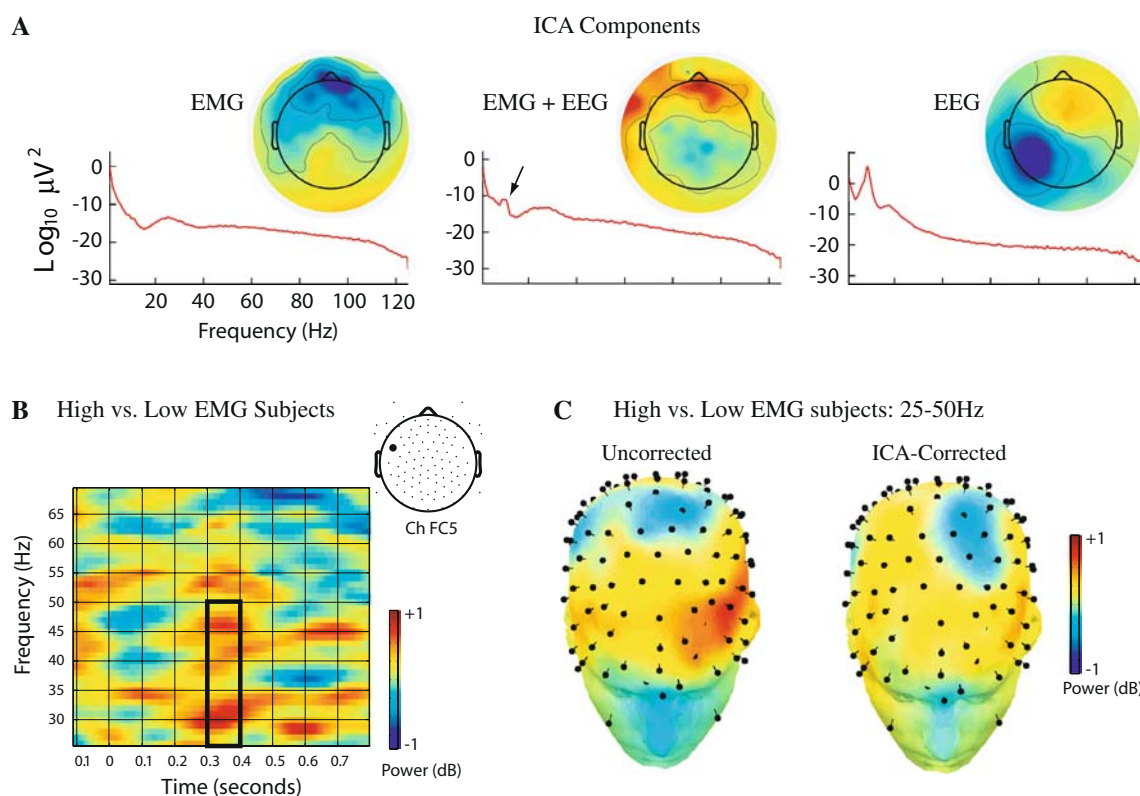 A
ICA Components
EMG
EMG + EEG
EEG
Log10 µV 2
0
-10
-20
-30
20 40 60 80 100 120
Frequency (Hz)
0
-10
-20
-30
0
-10
-20
-30
B High vs. Low EMG Subjects
Ch FC5
Frequency (Hz)
65
60
55
50
45
40
35
30
0.1 0 0.1 0.2 0.3 0.4 0.5 0.6 0.7
Time (seconds)
+1
-1
Power (dB)
C High vs. Low EMG subjects: 25-50Hz
Uncorrected
ICA-Corrected
+1
-1
Power (dB)